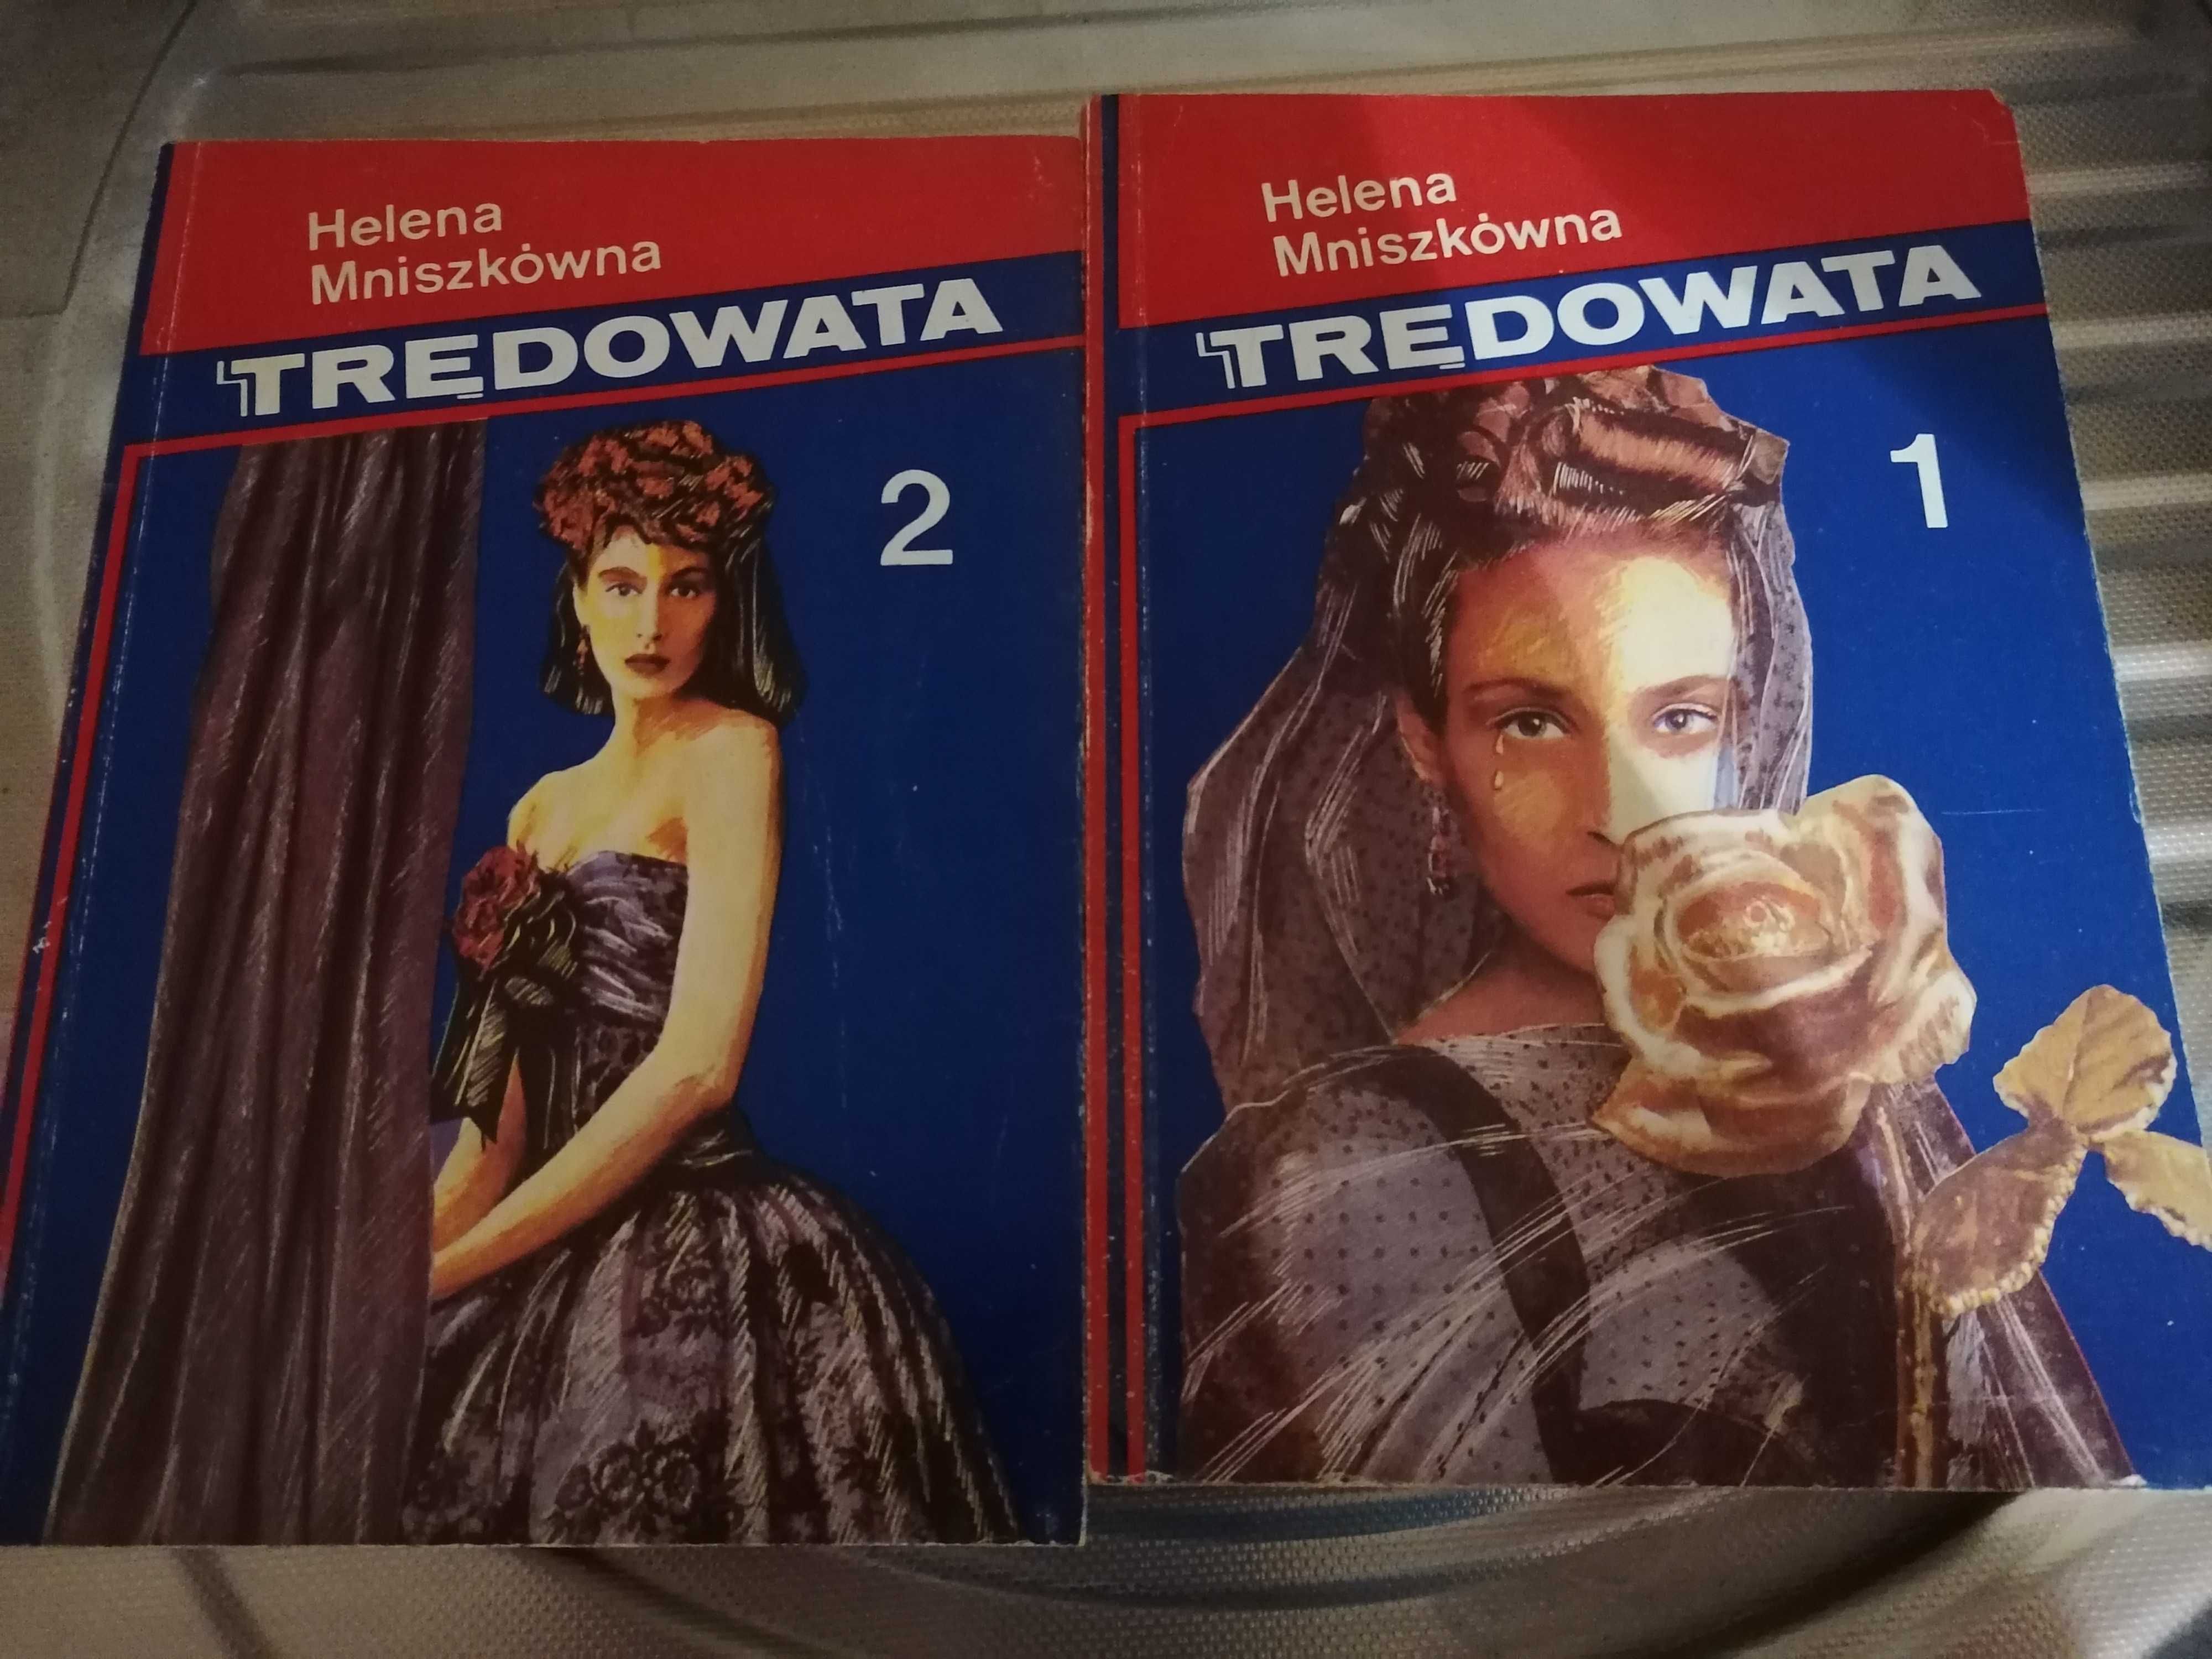 Helena
Mniszkówna
TRĘDOWATA
2
Helena
Mniszkówna
TRĘDOWATA
1